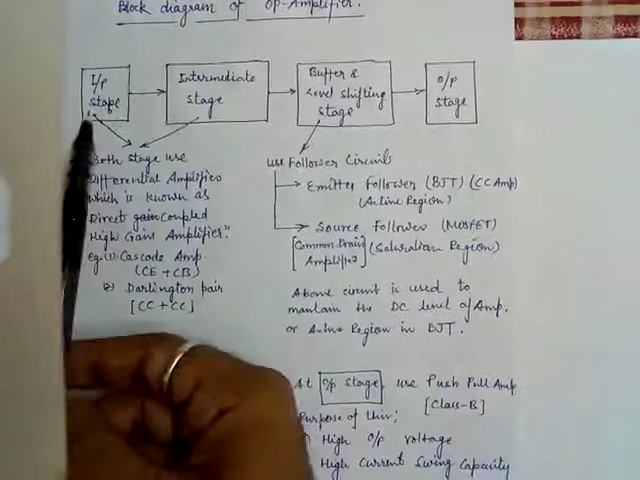 Block diagram of OP-Amplifier.
I/p
stage
Intermediate
stage
Buffer &
Level shifting
stage
O/p
stage
Both stage use
Differential Amplifier
which is known as
Direct gain coupled
High Gain Amplifier".
eg. (1) Cascade Amp.
(CE + CB)
(2) Darlington pair
[CC + CC]
use Follower Circuits
Emitter Follower (BJT) (CC Amp)
(Active Region)
Source Follower (MOSFET)
[Common Drain Amplifier] (Saturation Region)
Above circuit is used to
maintain the DC level of Amp.
or Active Region in BJT.
At O/p stage use Push Pull Amp
[Class-B]
Purpose of this;
High O/p voltage
High Current Swing Capacity